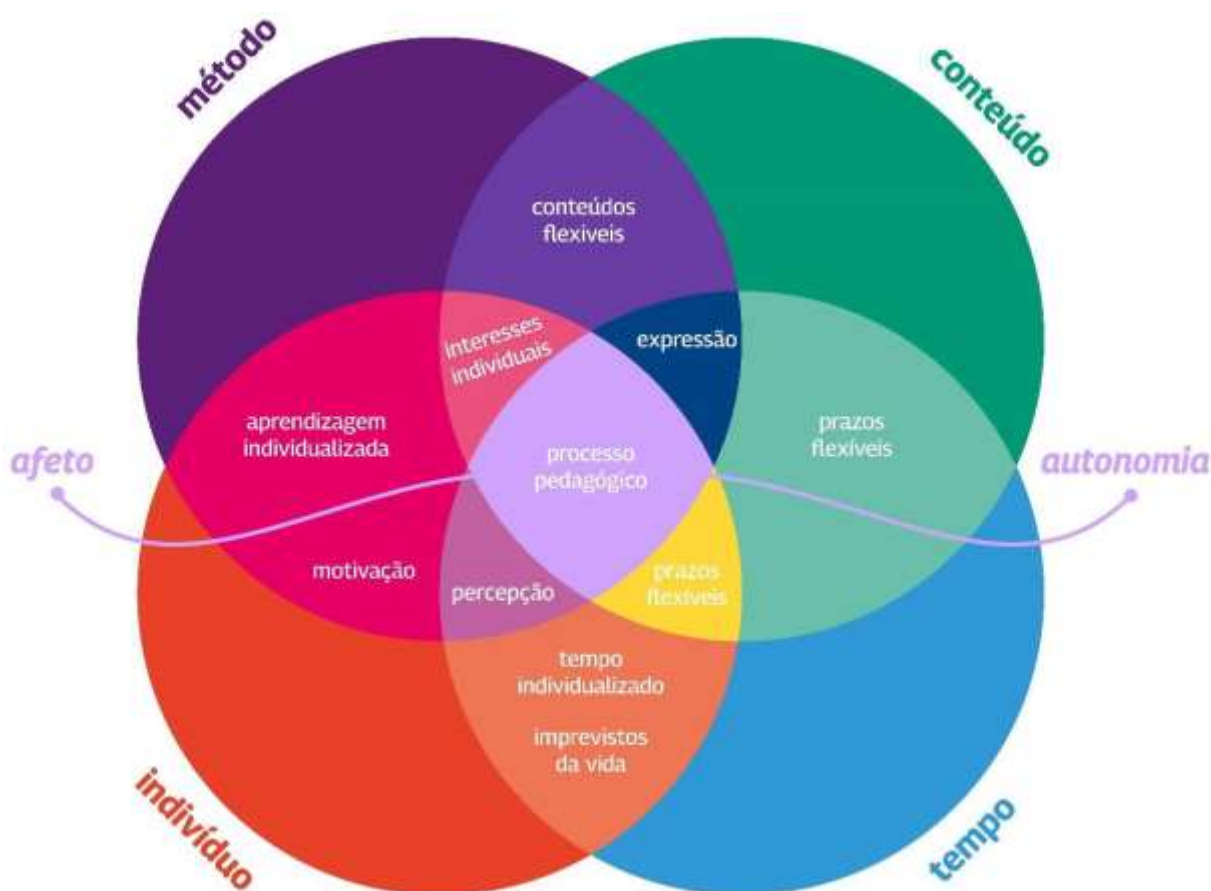 método
conteúdo
conteúdos
flexíveis
interesses
individuais
expressão
aprendizagem
individualizada
prazos
flexíveis
afeto
processo
pedagógico
autonomia
motivação
percepção
prazos
flexíveis
tempo
individualizado
imprevistos
da vida
indivíduo
tempo